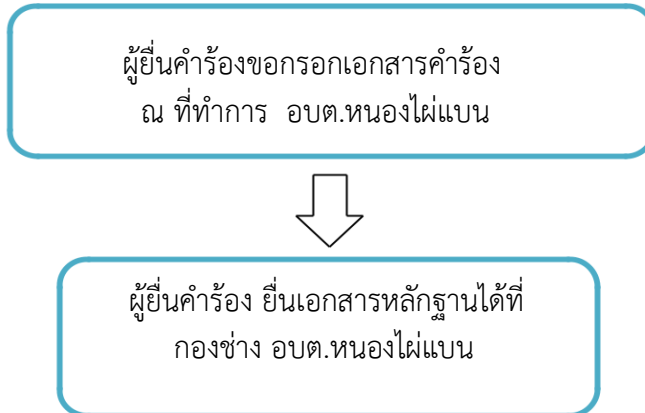 ผู้ยื่นคำร้องขอกรอกเอกสารคำร้อง
ณ ที่ทำการ อบต.หนองไผ่แบน
ผู้ยื่นคำร้อง ยื่นเอกสารหลักฐานได้ที่
กองช่าง อบต.หนองไผ่แบน